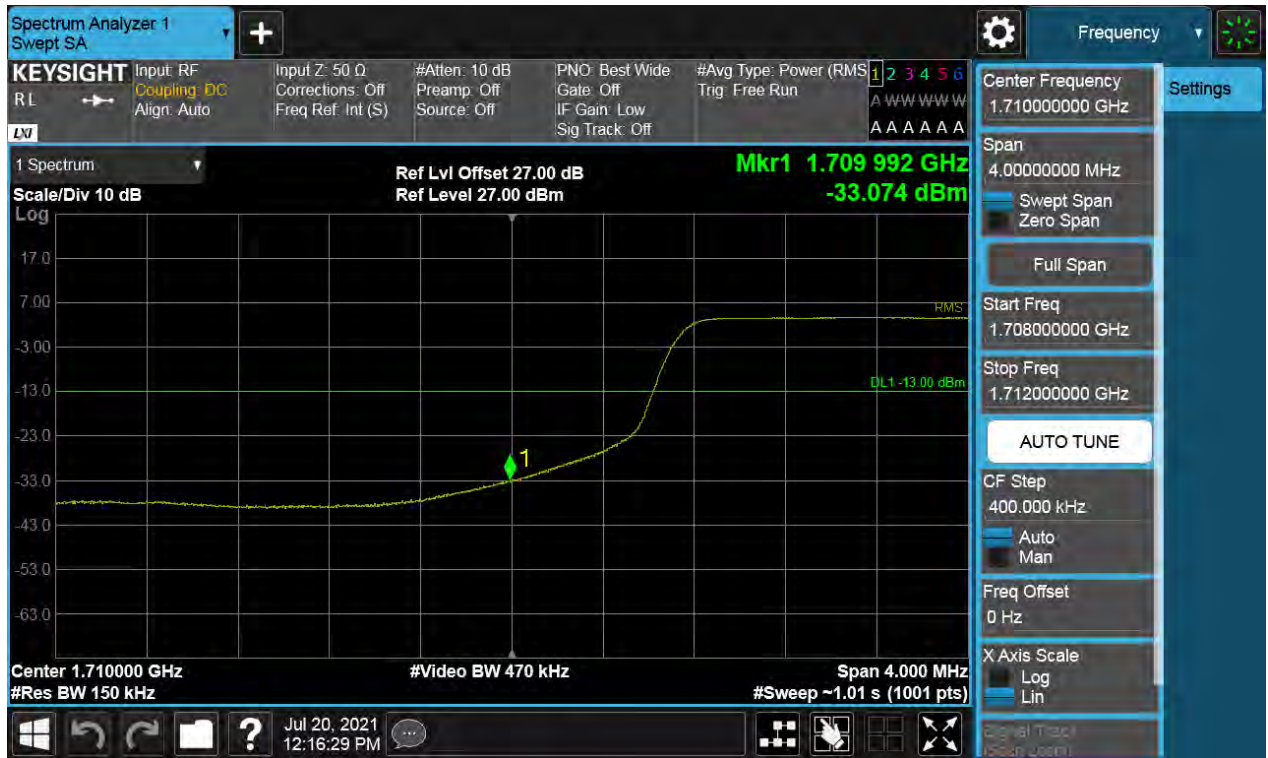 Spectrum Analyzer 1
Swept SA
+
Frequency
KEYSIGHT
RL
LXI
Input: RF
Coupling: DC
Align: Auto
Input Z: 50 Ω
Corrections: Off
Freq Ref: Int (S)
#Atten: 10 dB
Preamp: Off
Source: Off
PNO: Best Wide
Gate: Off
IF Gain: Low
Sig Track: Off
#Avg Type: Power (RMS
Trig: Free Run
1 2 3 4 5 6
A W W W W W
A A A A A A
1 Spectrum
Scale/Div 10 dB
Ref Lvl Offset 27.00 dB
Ref Level 27.00 dBm
Mkr1 1.709 992 GHz
-33.074 dBm
Log
17.0
7.00
-3.00
-13.0
-23.0
-33.0
-43.0
-53.0
-63.0
RMS
DL1 -13.00 dBm
1
Center 1.710000 GHz
#Res BW 150 kHz
#Video BW 470 kHz
Span 4.000 MHz
#Sweep ~1.01 s (1001 pts)
?
Jul 20, 2021
12:16:29 PM
Center Frequency
1.710000000 GHz
Span
4.00000000 MHz
Swept Span
Zero Span
Full Span
Start Freq
1.708000000 GHz
Stop Freq
1.712000000 GHz
AUTO TUNE
CF Step
400.000 kHz
Auto
Man
Freq Offset
0 Hz
X Axis Scale
Log
Lin
Signal Track
(Span Zoom)
Settings